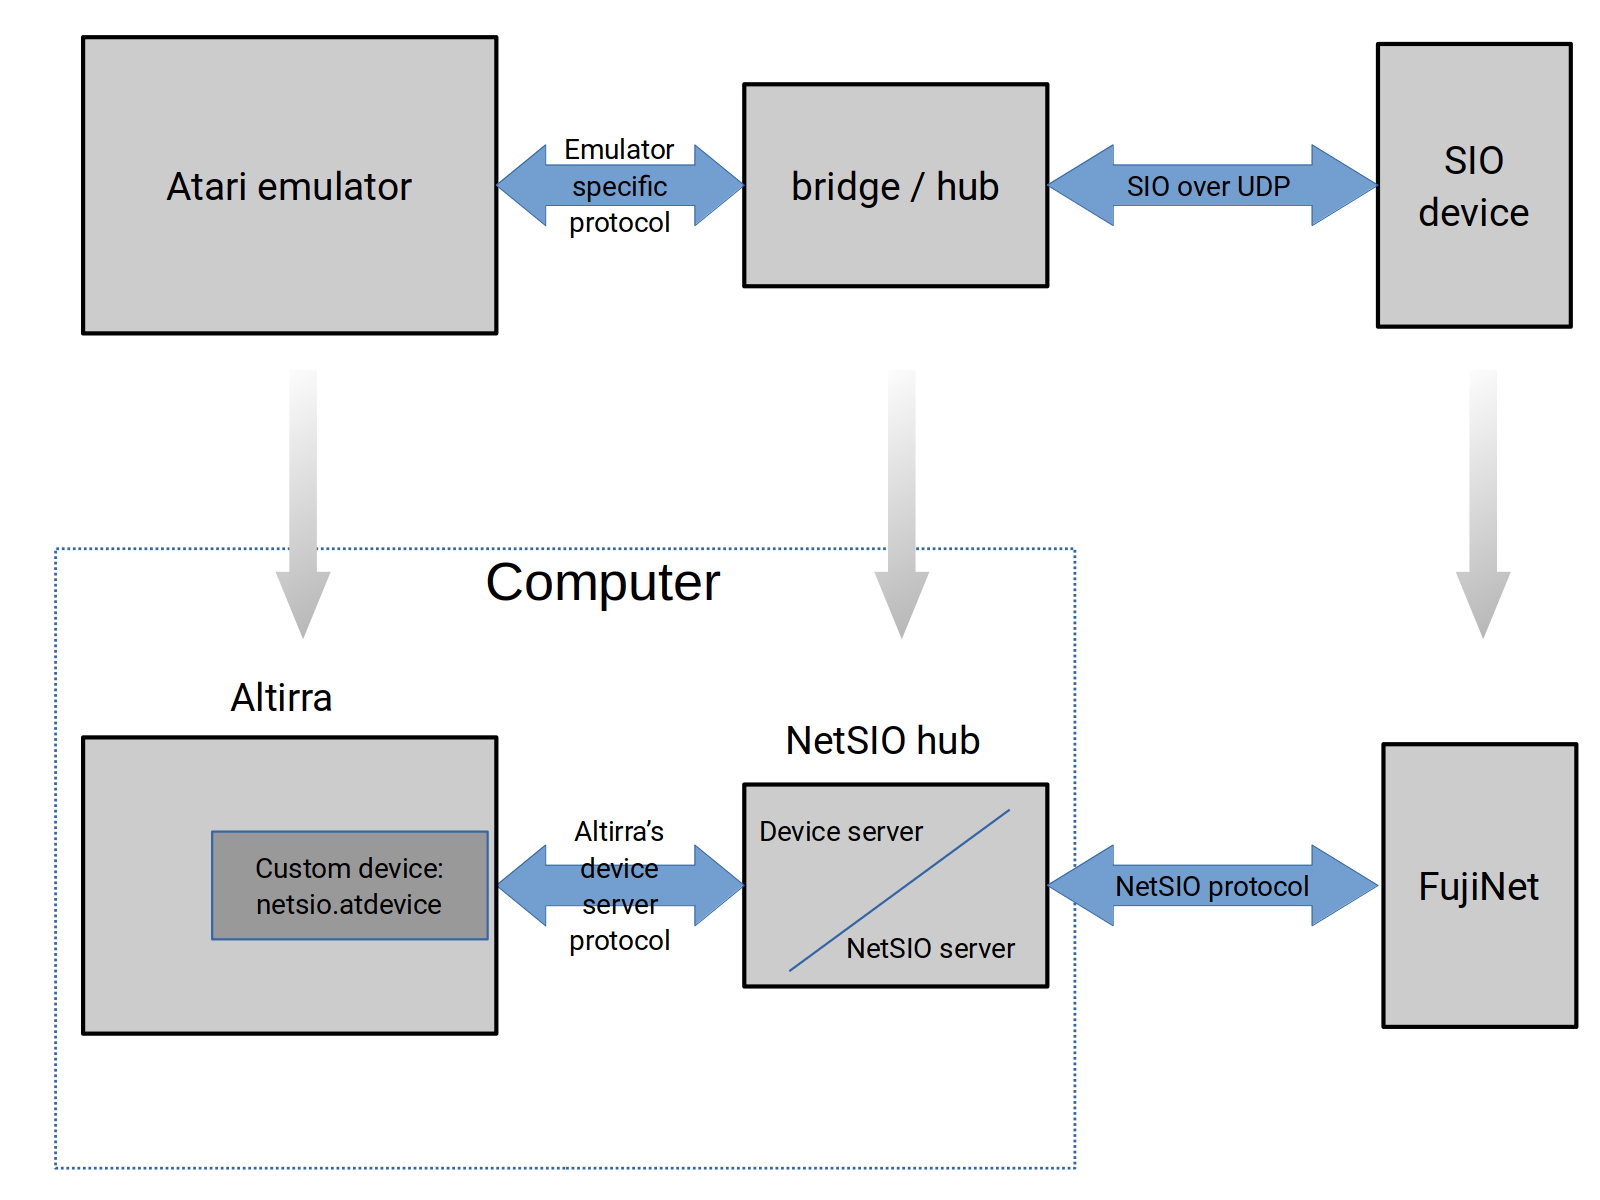 Atari emulator
Emulator
specific
protocol
bridge / hub
SIO over UDP
SIO
device
Computer
Altirra
Custom device:
netsio.atdevice
Altirra’s
device
server
protocol
NetSIO hub
Device server
NetSIO server
NetSIO protocol
FujiNet